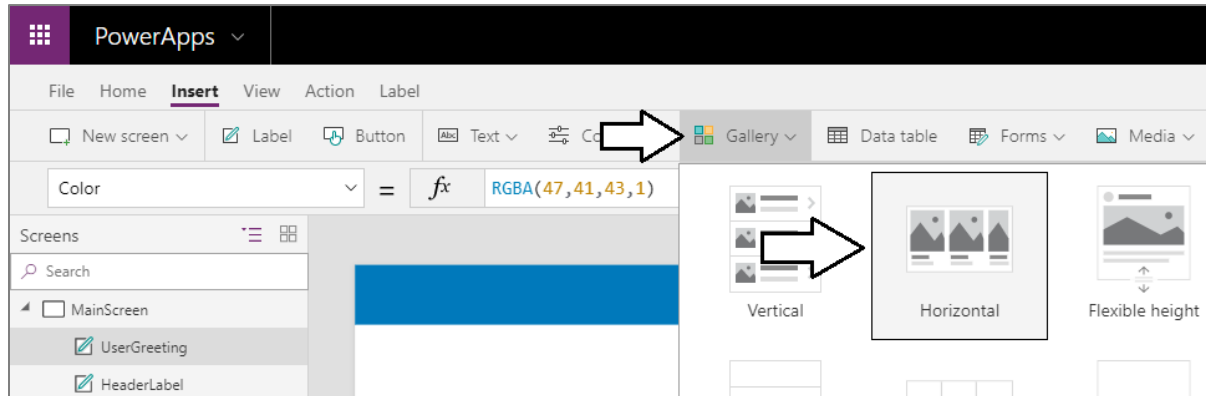 PowerApps
File Home Insert View Action Label
New screen Label Button Abc Text Gallery Data table Forms Media
Color = fx RGBA(47,41,43,1)
Screens
Search
Vertical Horizontal Flexible height
MainScreen
UserGreeting
HeaderLabel